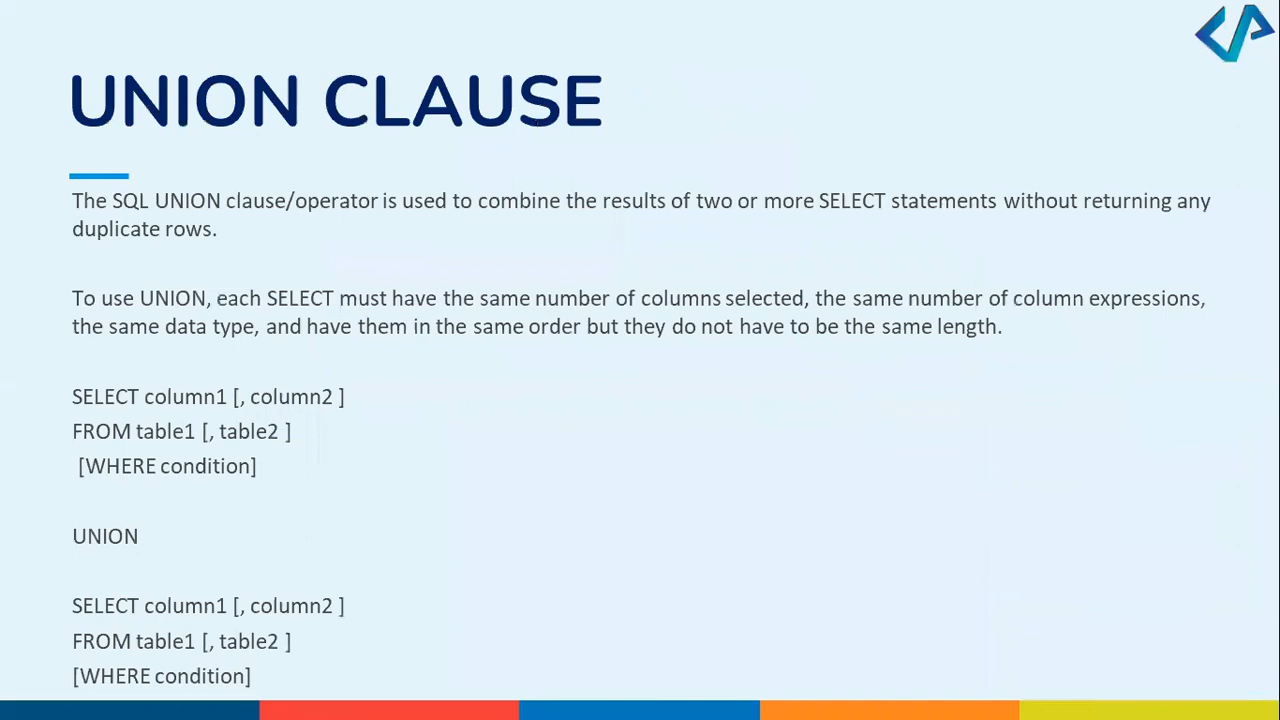 UNION CLAUSE
The SQL UNION clause/operator is used to combine the results of two or more SELECT statements without returning any
duplicate rows.
To use UNION, each SELECT must have the same number of columns selected, the same number of column expressions,
the same data type, and have them in the same order but they do not have to be the same length.
SELECT column1 [, column2 ]
FROM table1 [, table2 ]
[WHERE condition]
UNION
SELECT column1 [, column2 ]
FROM table1 [, table2 ]
[WHERE condition]